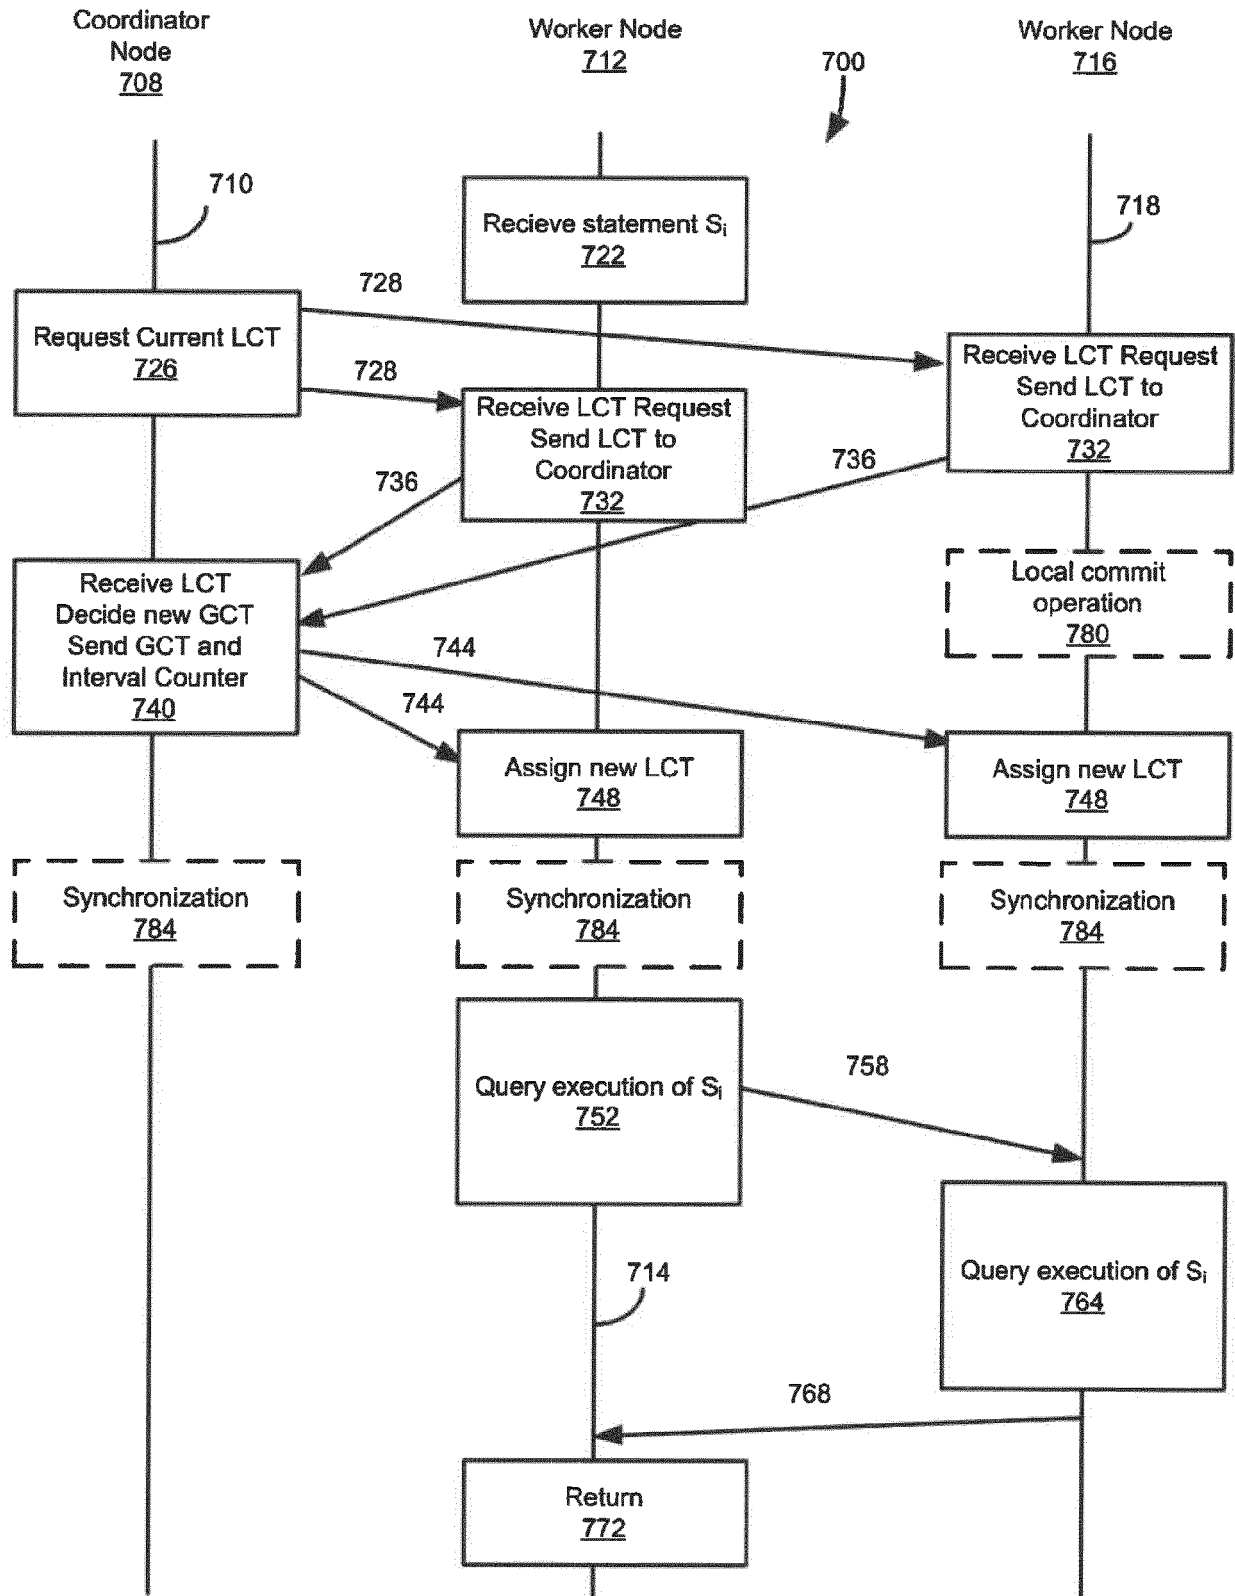 Coordinator
Node
708
Worker Node
712
700
Worker Node
716
710
718
Recieve statement Si
722
728
Request Current LCT
726
728
Receive LCT Request
Send LCT to
Coordinator
732
Receive LCT Request
Send LCT to
Coordinator
732
736
736
Receive LCT
Decide new GCT
Send GCT and
Interval Counter
740
Local commit
operation
780
744
744
Assign new LCT
748
Assign new LCT
748
Synchronization
784
Synchronization
784
Synchronization
784
Query execution of Si
752
758
Query execution of Si
764
714
768
Return
772